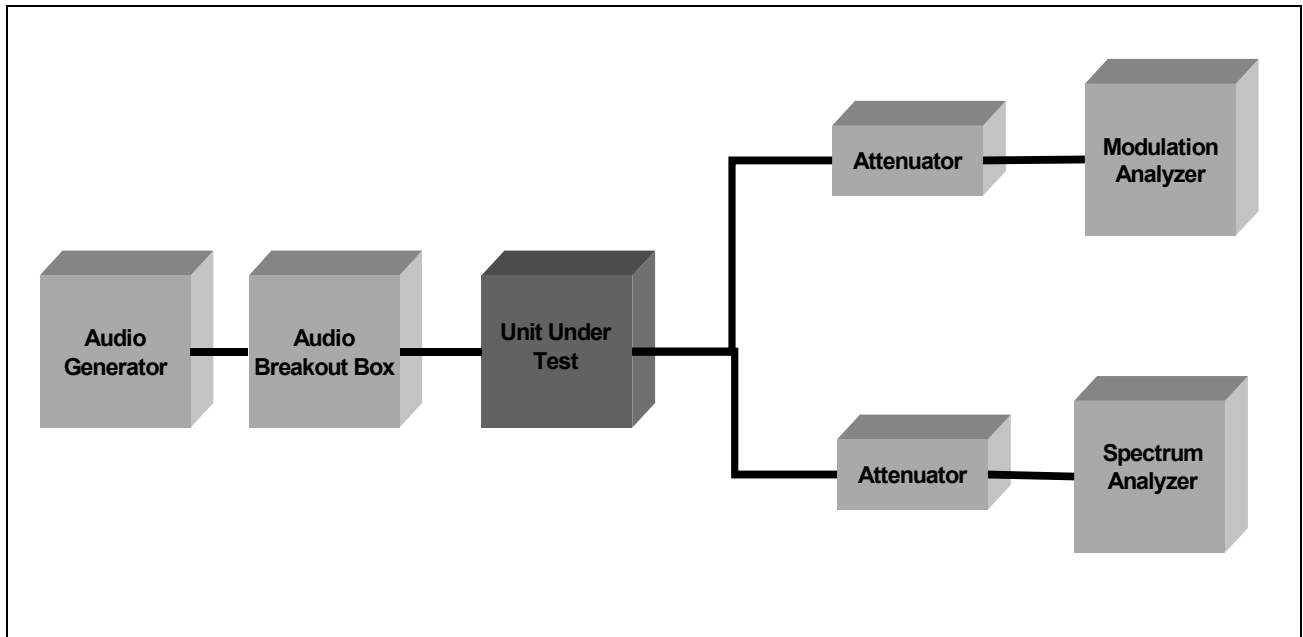 Audio
Generator
Audio
Breakout Box
Unit Under
Test
Attenuator
Modulation
Analyzer
Attenuator
Spectrum
Analyzer